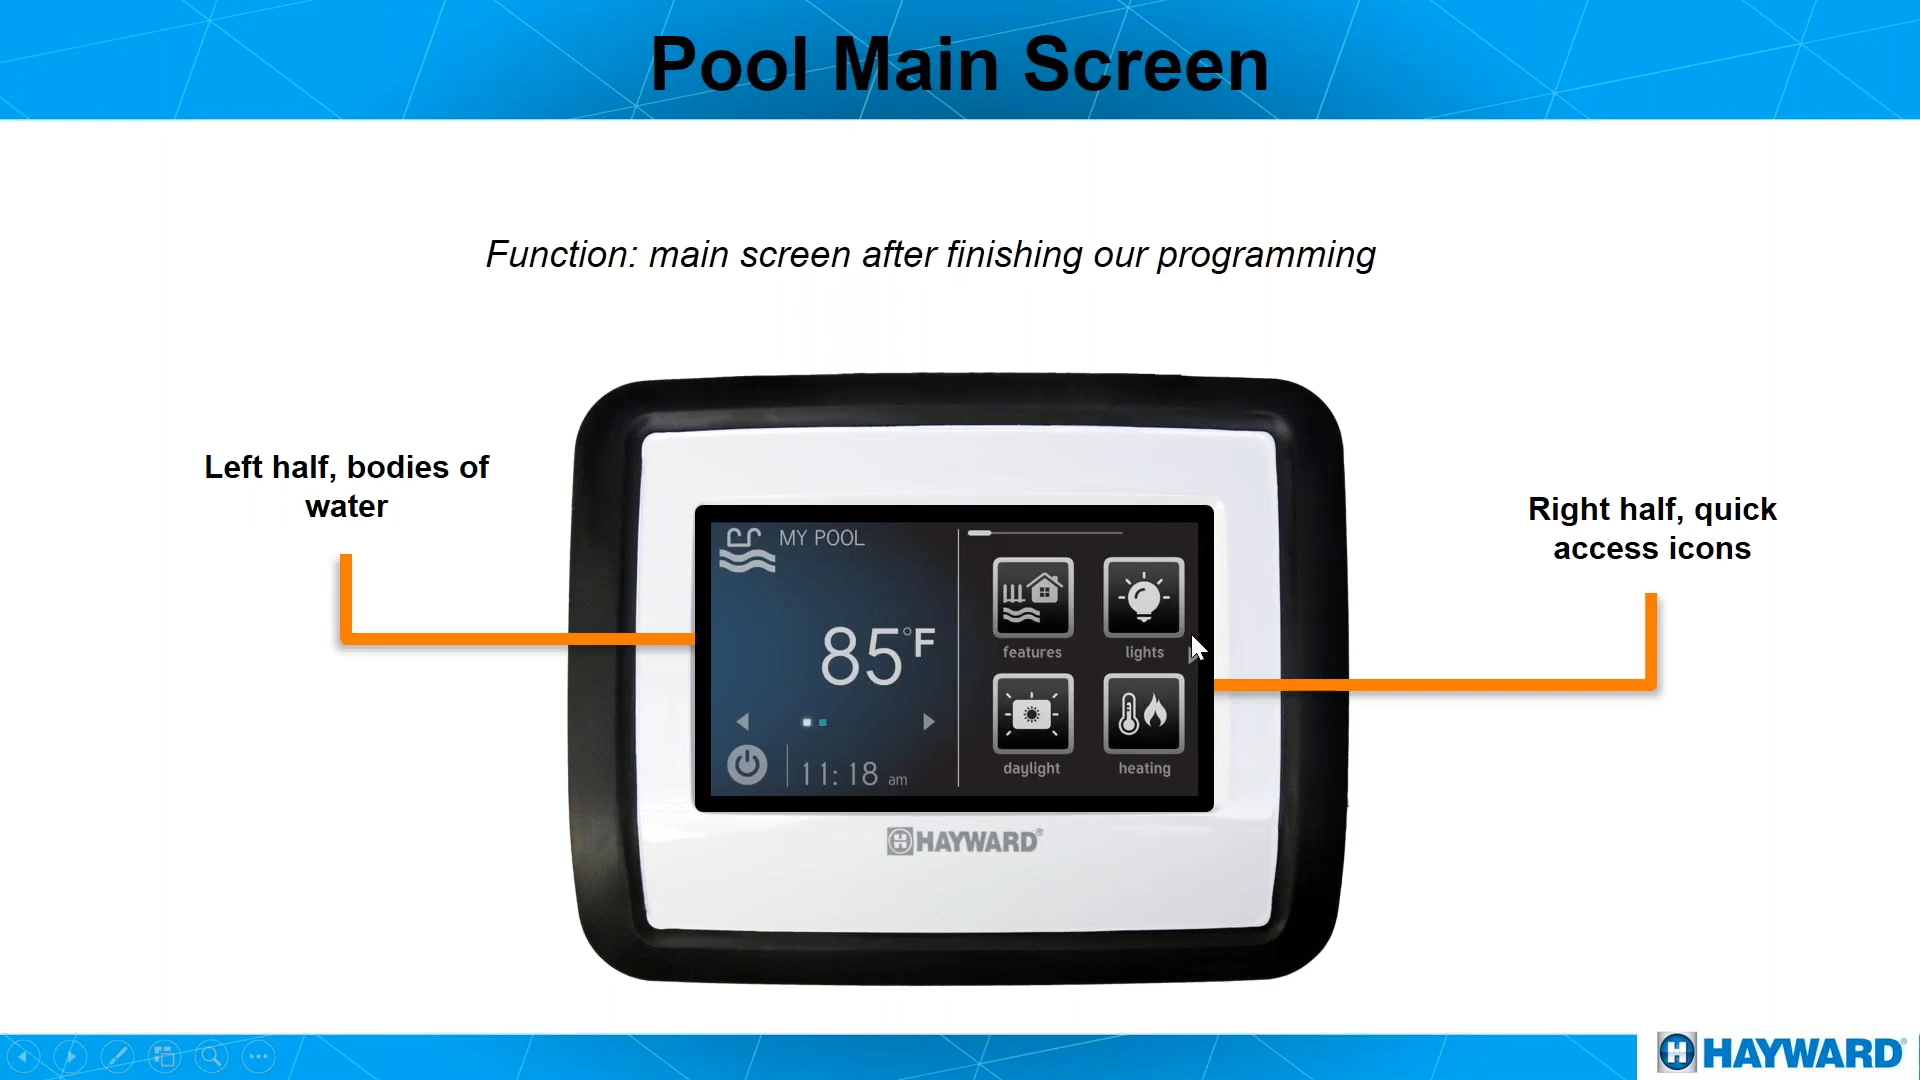 Pool Main Screen
Function: main screen after finishing our programming
Left half, bodies of
water
Right half, quick
access icons
MY POOL
85°F
11:18 am
features
lights
daylight
heating
HAYWARD®
HAYWARD®